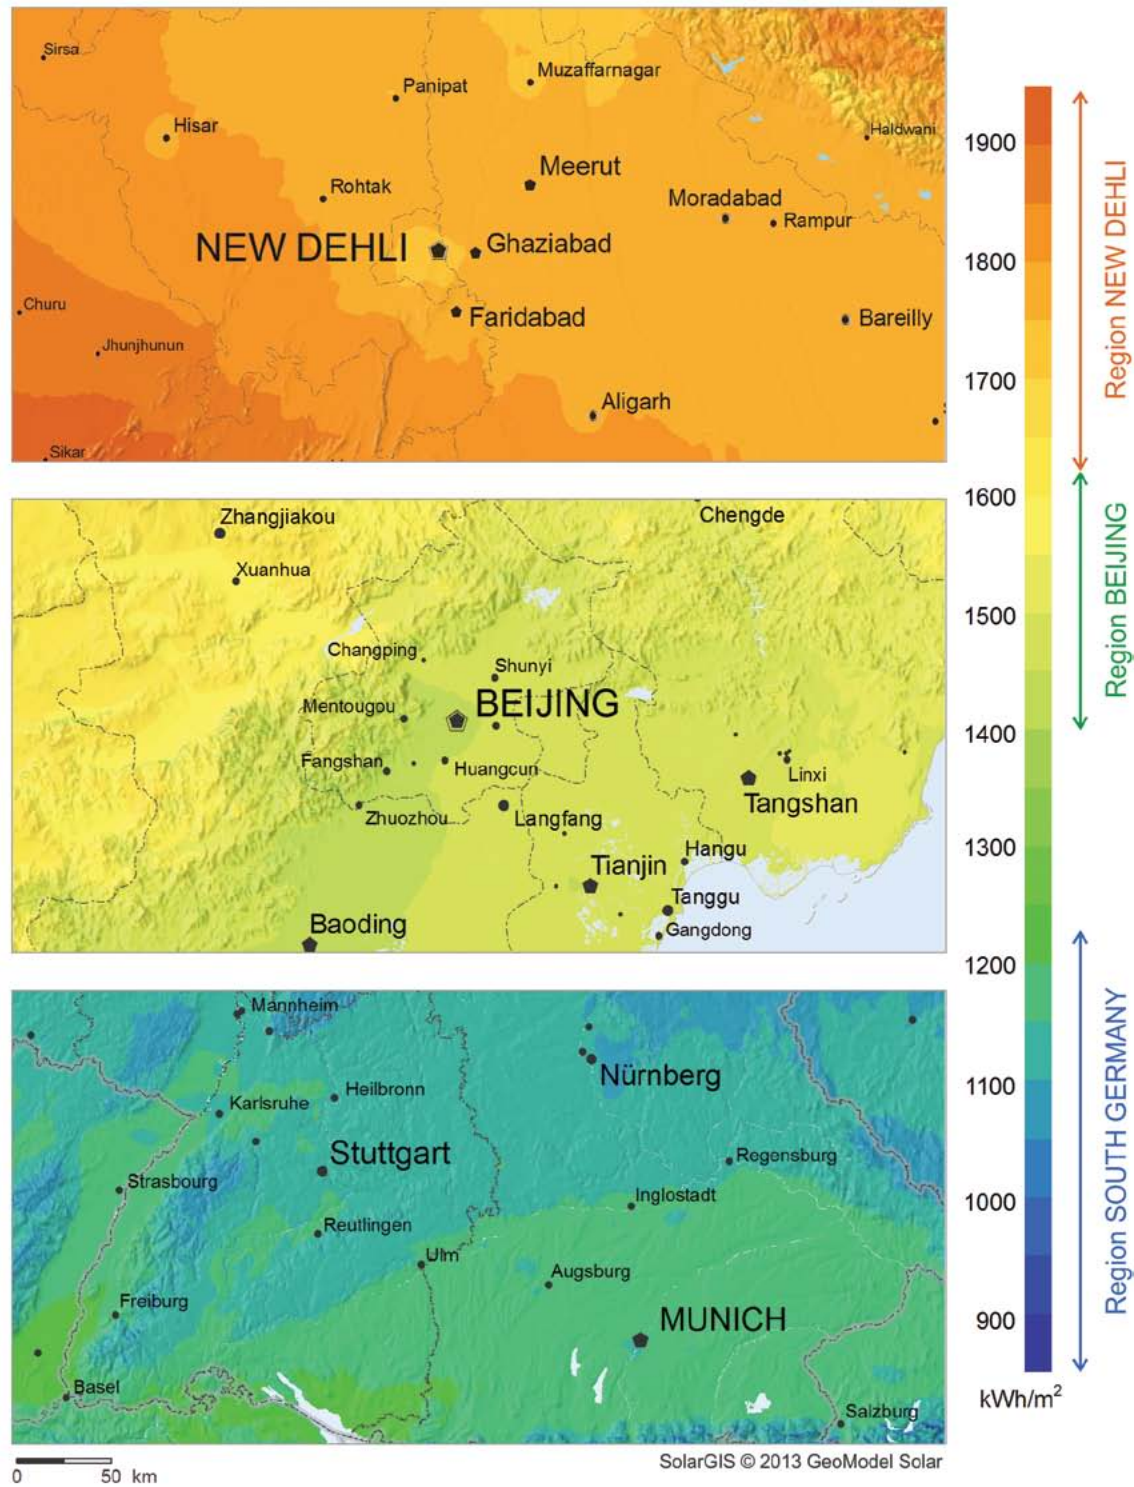 Sirsa
Panipat
Muzaffarnagar
Hisar
Haldwani
Meerut
Rohtak
Moradabad
Rampur
NEW DEHLI
Ghaziabad
Churu
Faridabad
Bareilly
Jhunjhunun
Aligarh
Sikar
Zhangjiakou
Chengde
Xuanhua
Changping
Shunyi
Mentougou
BEIJING
Fangshan
Huangcun
Linxi
Tangshan
Zhuozhou
Langfang
Hangu
Tianjin
Tanggu
Baoding
Gangdong
Mannheim
Nürnberg
Heilbronn
Karlsruhe
Stuttgart
Regensburg
Strasbourg
Inglostadt
Reutlingen
Ulm
Augsburg
Freiburg
MUNICH
Basel
Salzburg
0 50 km
SolarGIS © 2013 GeoModel Solar
1900
1800
1700
1600
1500
1400
1300
1200
1100
1000
900
kWh/m²
Region NEW DEHLI
Region BEIJING
Region SOUTH GERMANY